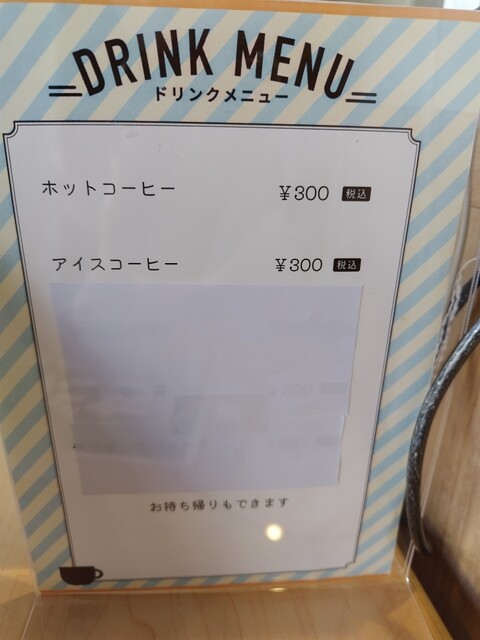 DRINK MENU
ドリンクメニュー
ホットコーヒー ¥300 税込
アイスコーヒー ¥300 税込
お持ち帰りもできます